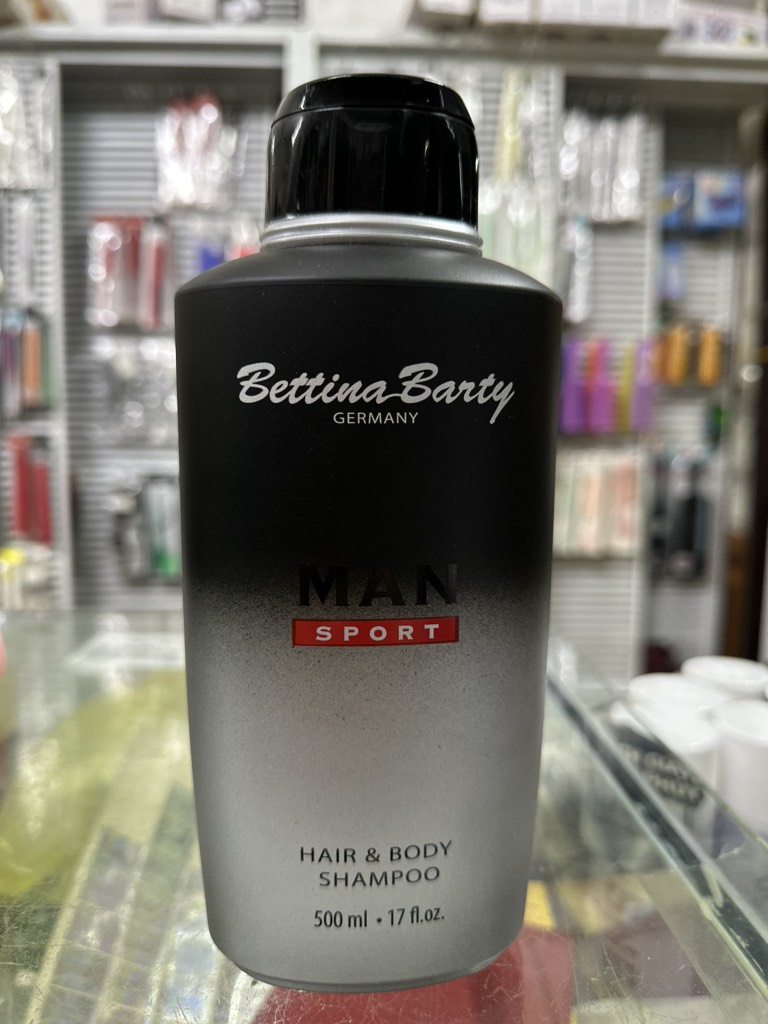 Bettina Barty
GERMANY
MAN
SPORT
HAIR & BODY
SHAMPOO
500 ml • 17 fl.oz.